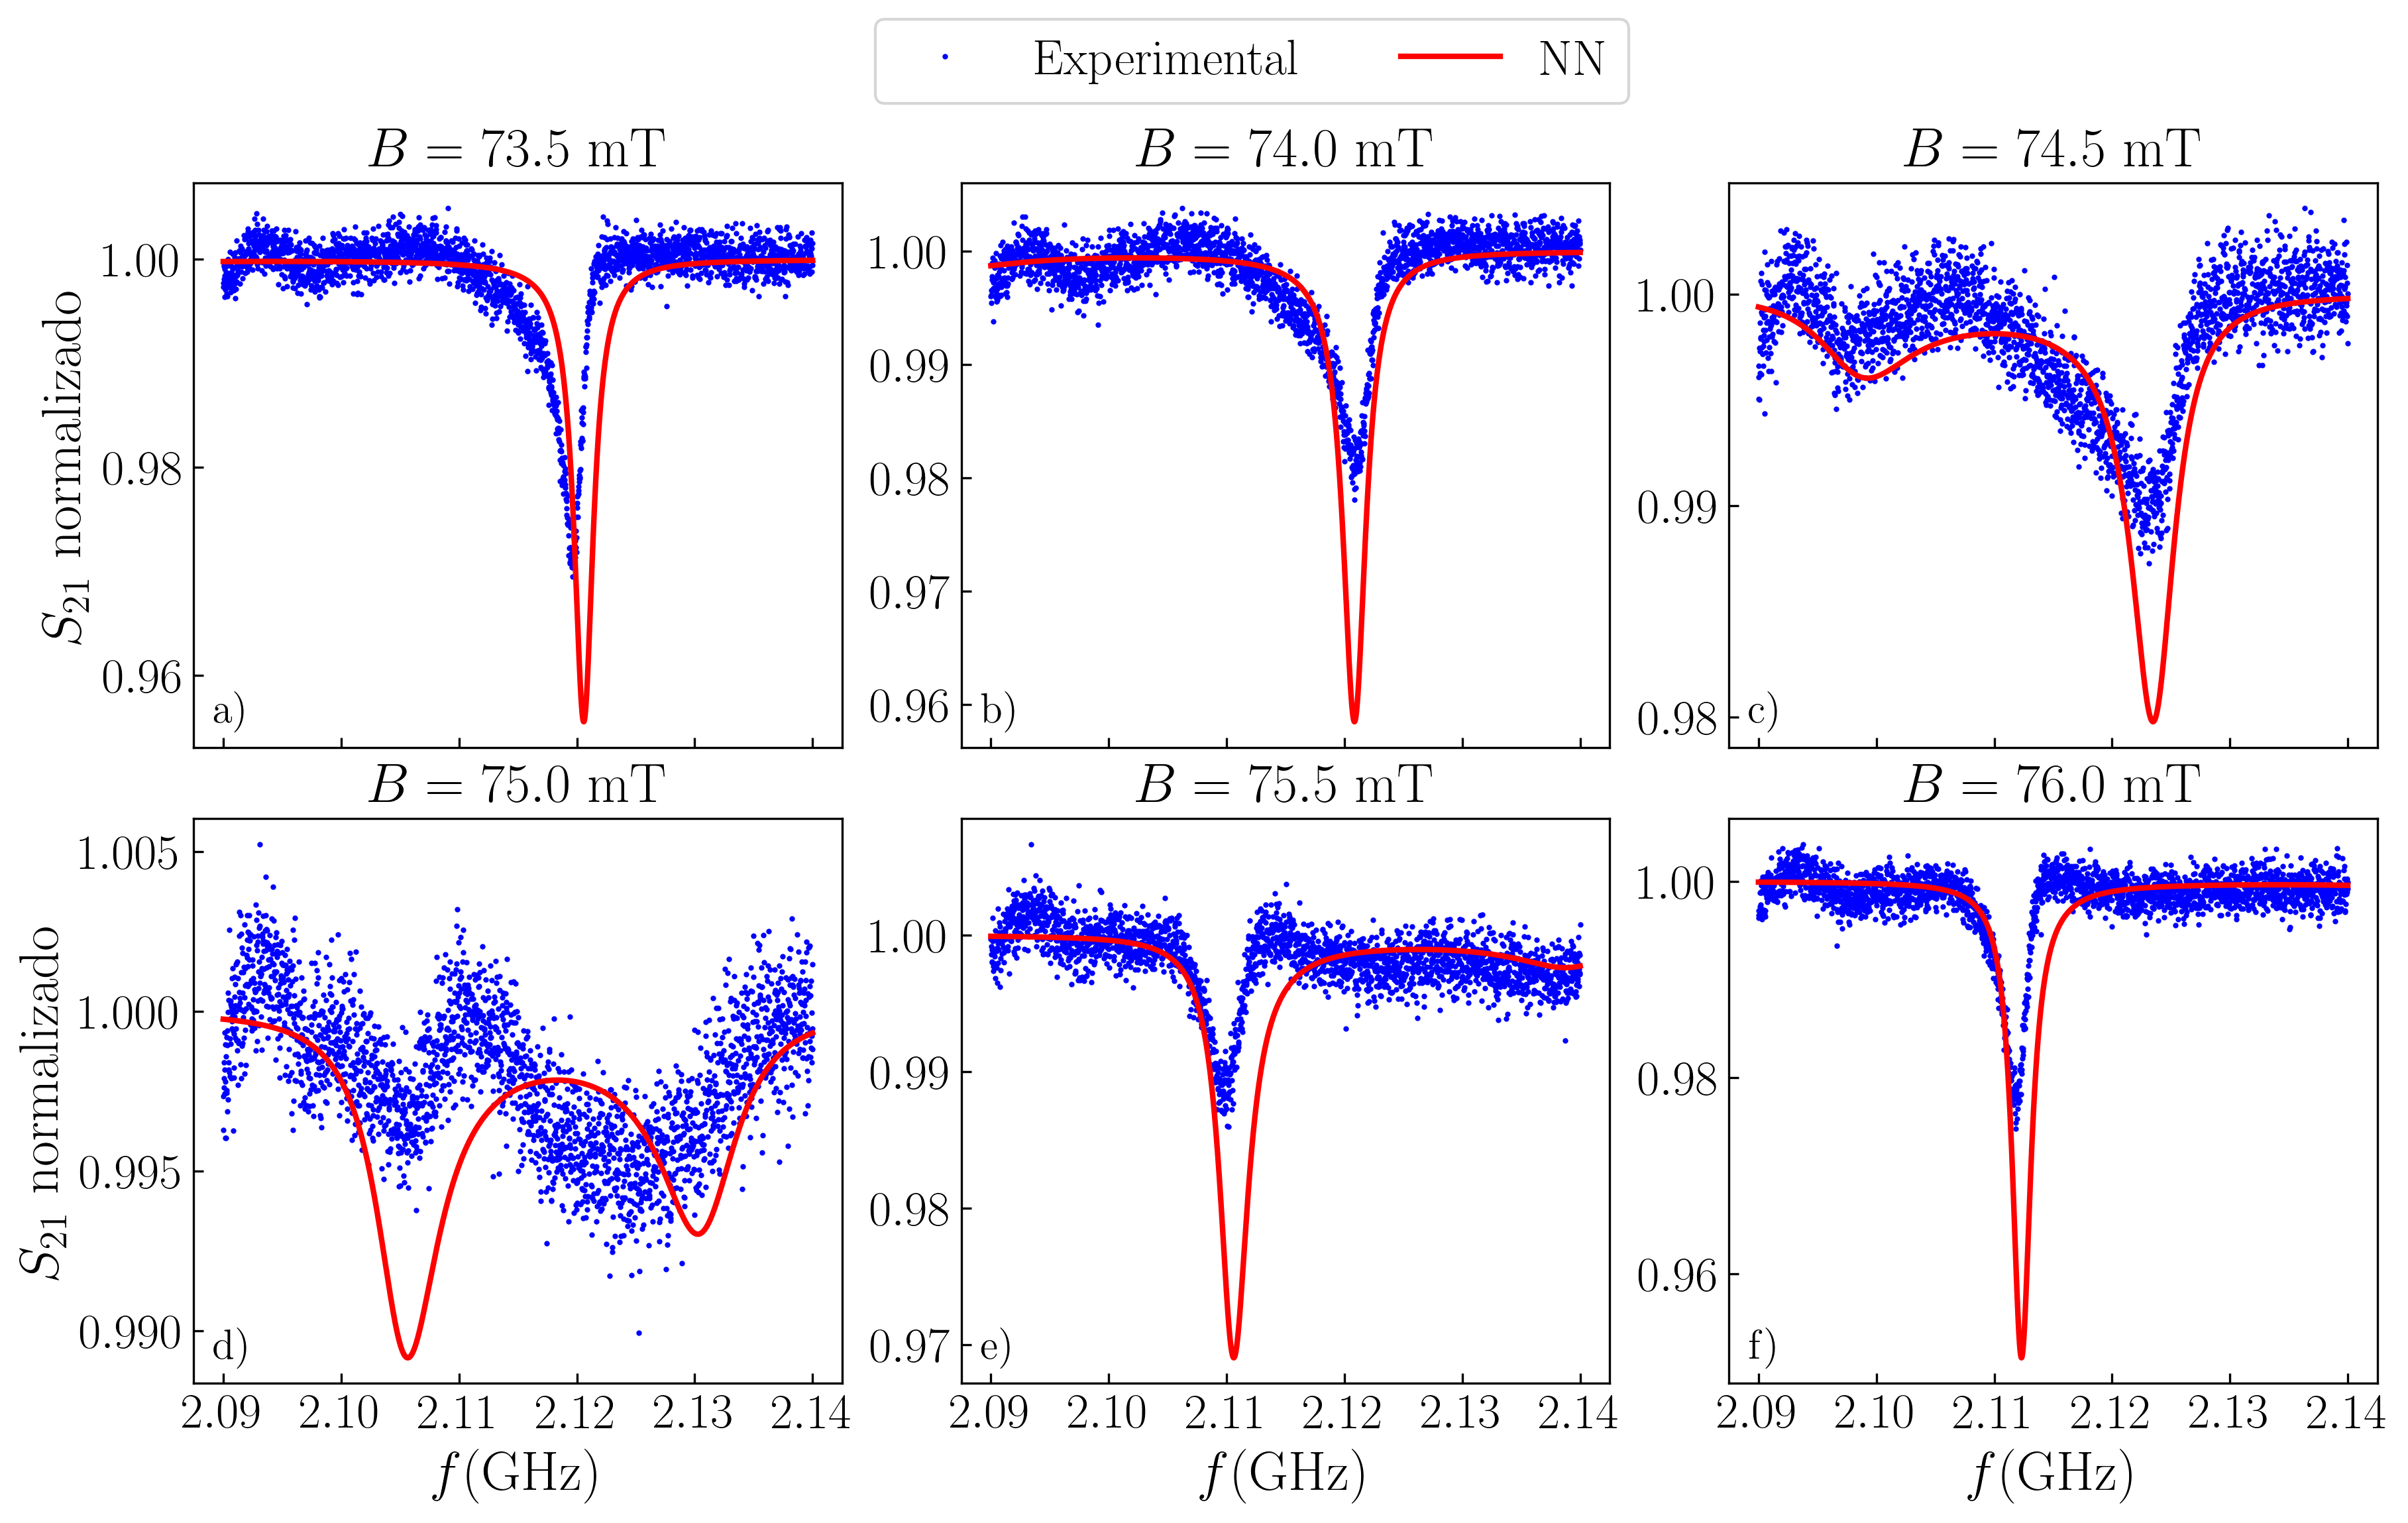 Experimental NN
B = 73.5 mT B = 74.0 mT B = 74.5 mT
S21 normalizado
1.00
0.98
0.96
a)
1.00
0.99
0.98
0.97
0.96
b)
1.00
0.99
0.98
c)
B = 75.0 mT B = 75.5 mT B = 76.0 mT
S21 normalizado
1.005
1.000
0.995
0.990
d)
1.00
0.99
0.98
0.97
e)
1.00
0.98
0.96
f)
2.09 2.10 2.11 2.12 2.13 2.14
2.09 2.10 2.11 2.12 2.13 2.14
2.09 2.10 2.11 2.12 2.13 2.14
f(GHz) f(GHz) f(GHz)